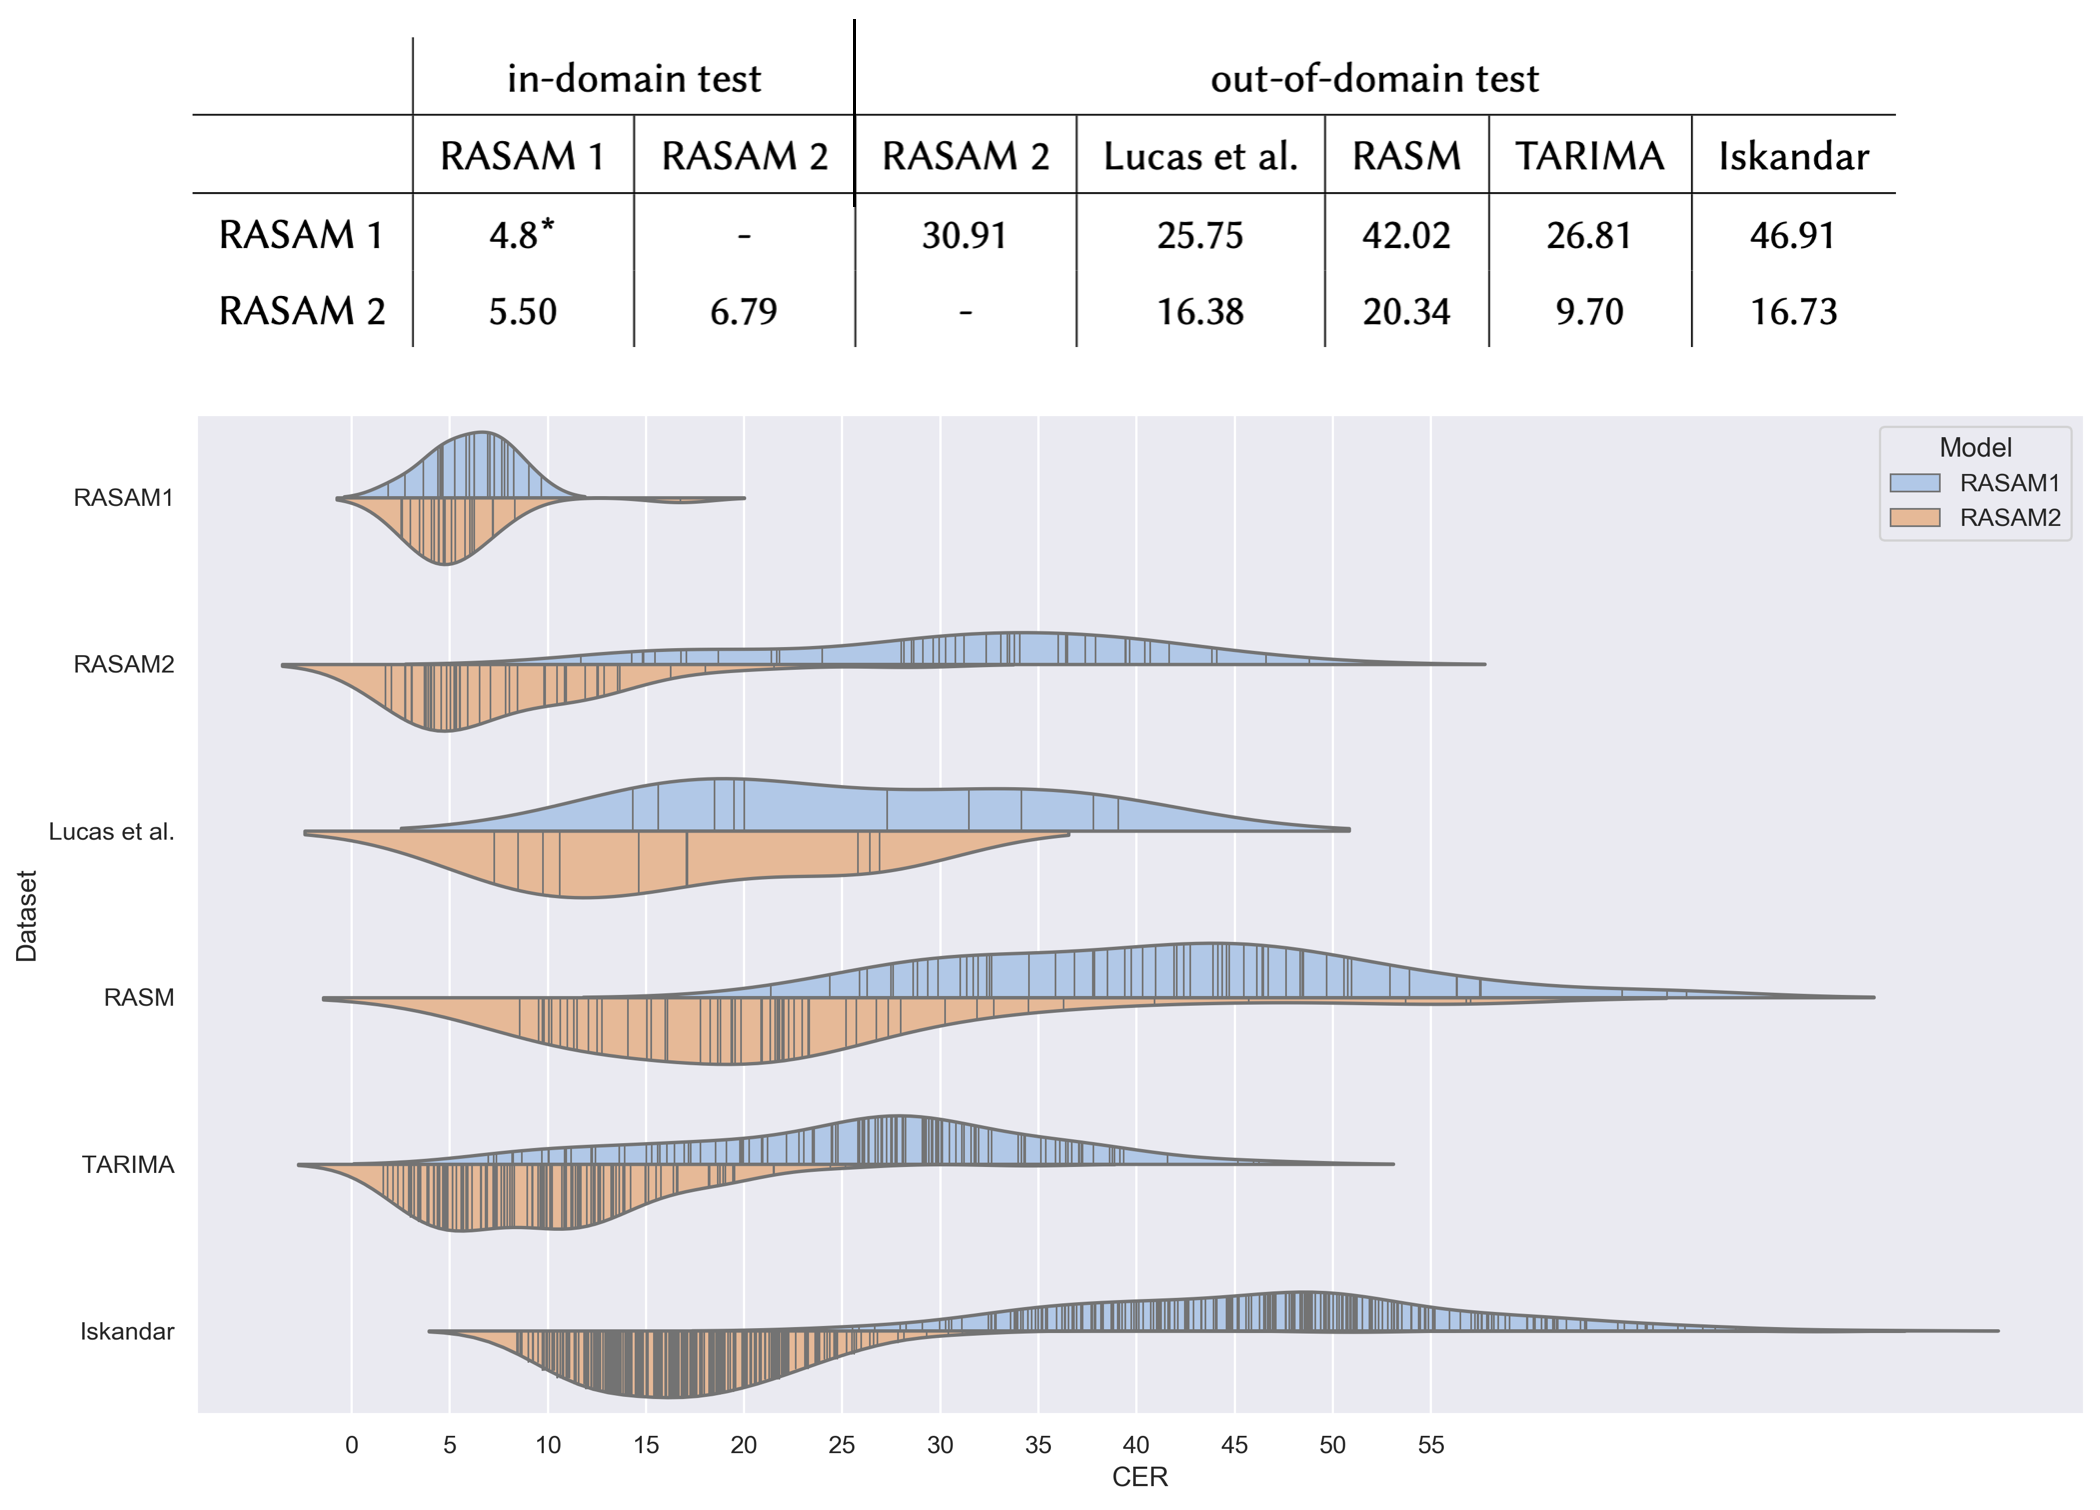 in-domain test out-of-domain test
RASAM 1 RASAM 2 RASAM 2 Lucas et al. RASM TARIMA Iskandar
RASAM 1 4.8* - 30.91 25.75 42.02 26.81 46.91
RASAM 2 5.50 6.79 - 16.38 20.34 9.70 16.73
Model
RASAM1
RASAM2
Dataset
RASAM1
RASAM2
Lucas et al.
RASM
TARIMA
Iskandar
0 5 10 15 20 25 30 35 40 45 50 55
CER